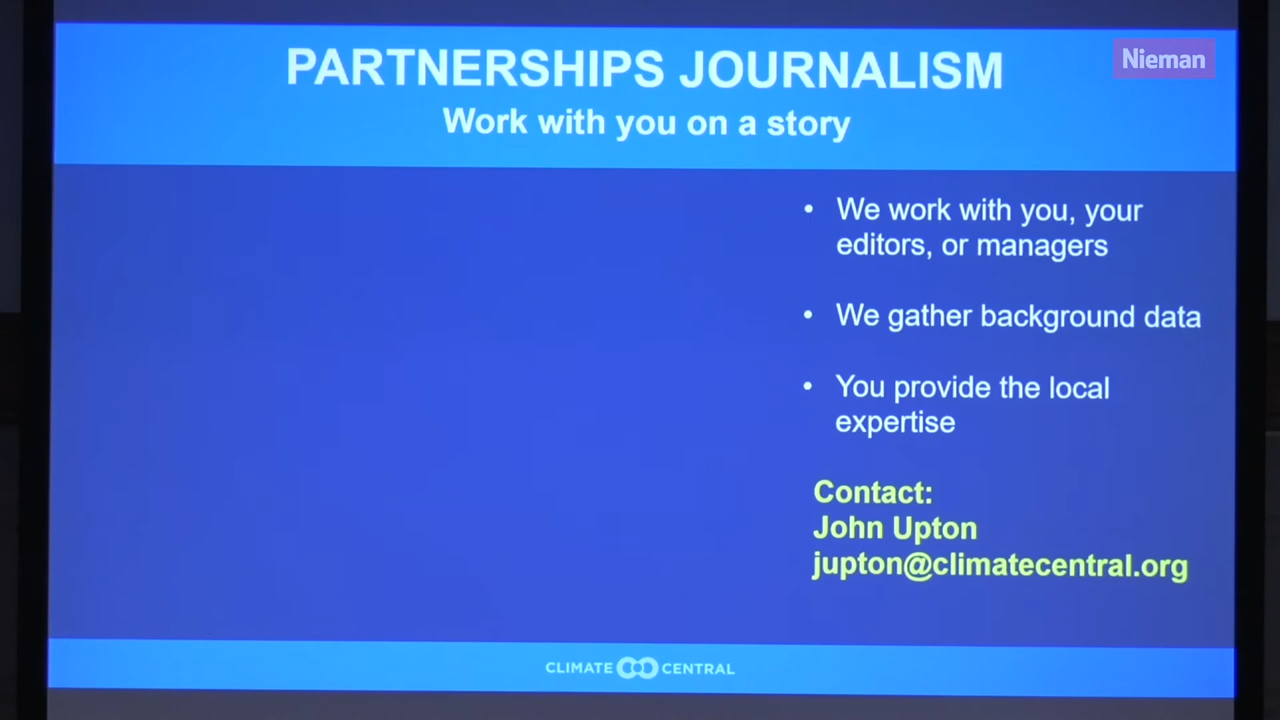 PARTNERSHIPS JOURNALISM
Nieman
Work with you on a story
• We work with you, your
editors, or managers
• We gather background data
• You provide the local
expertise
Contact:
John Upton
jupton@climatecentral.org
CLIMATE CENTRAL